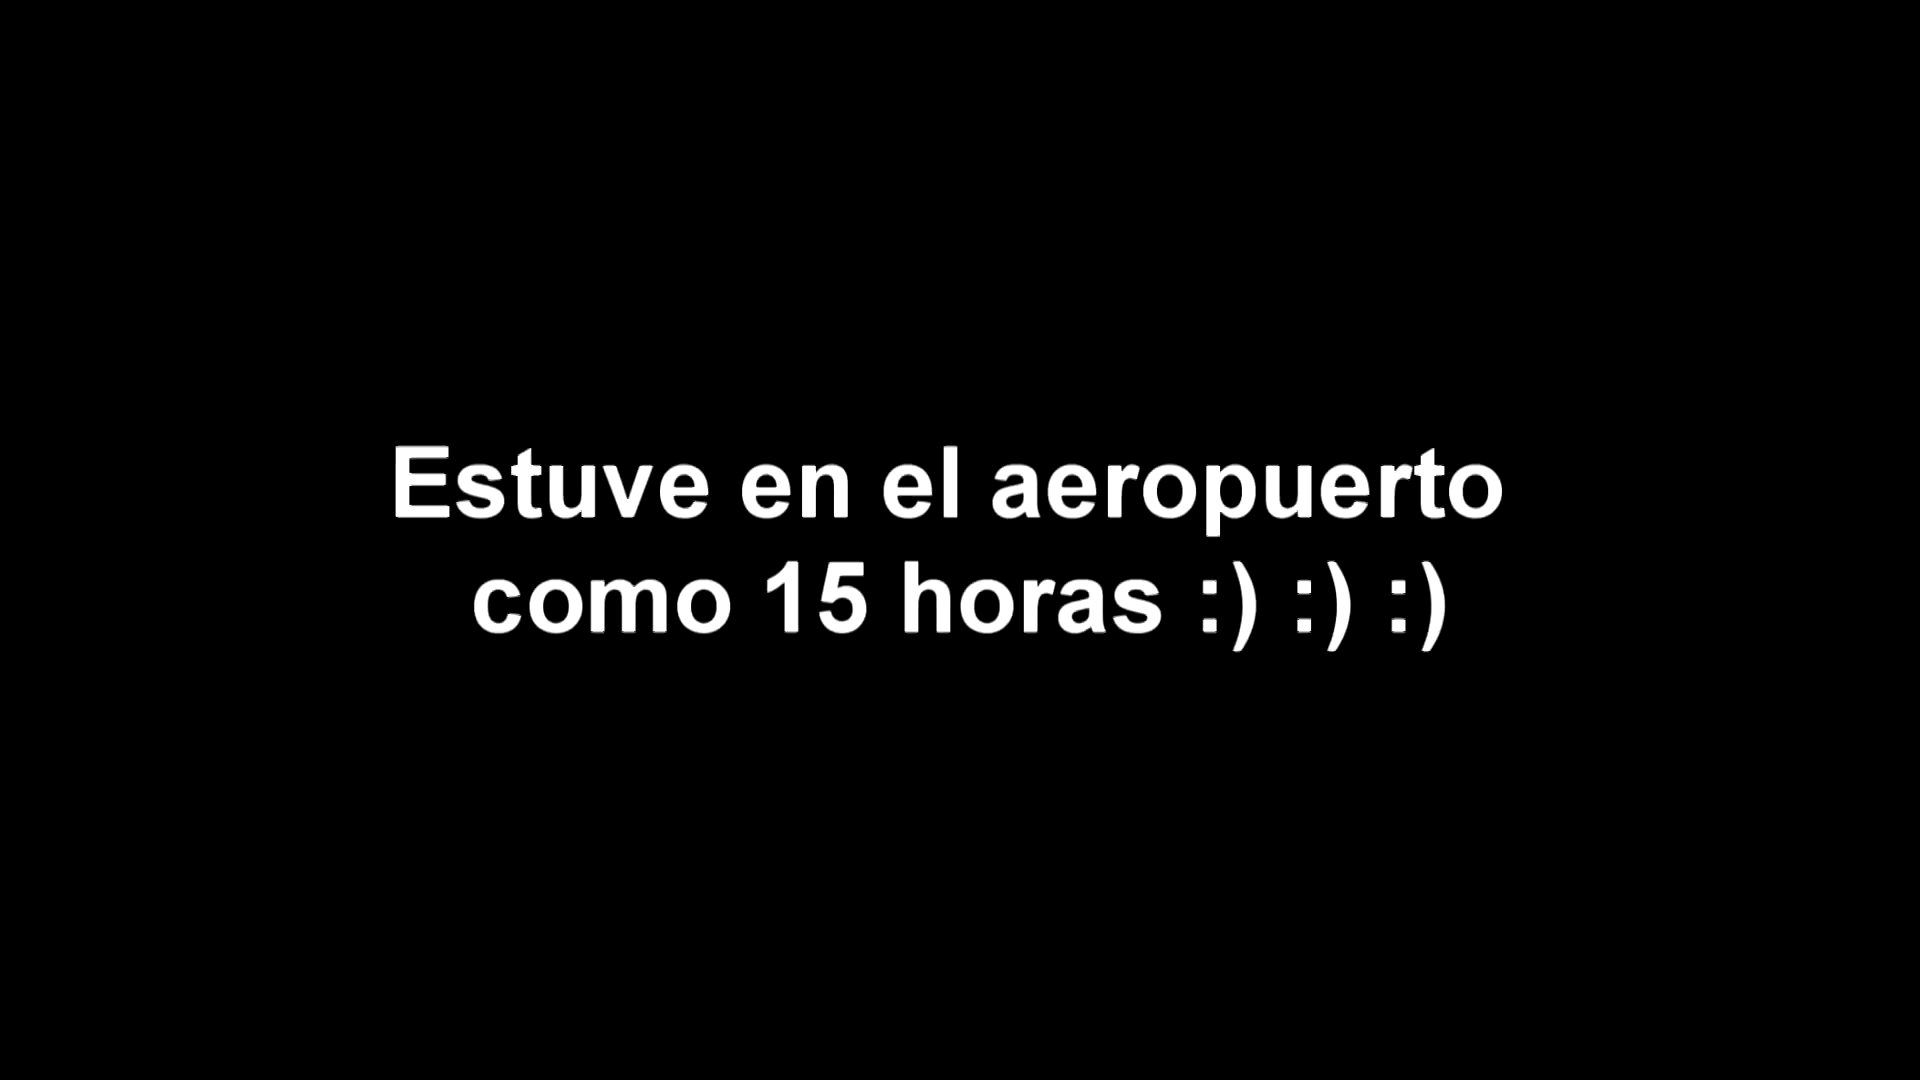 Estuve en el aeropuerto
como 15 horas :) :) :)